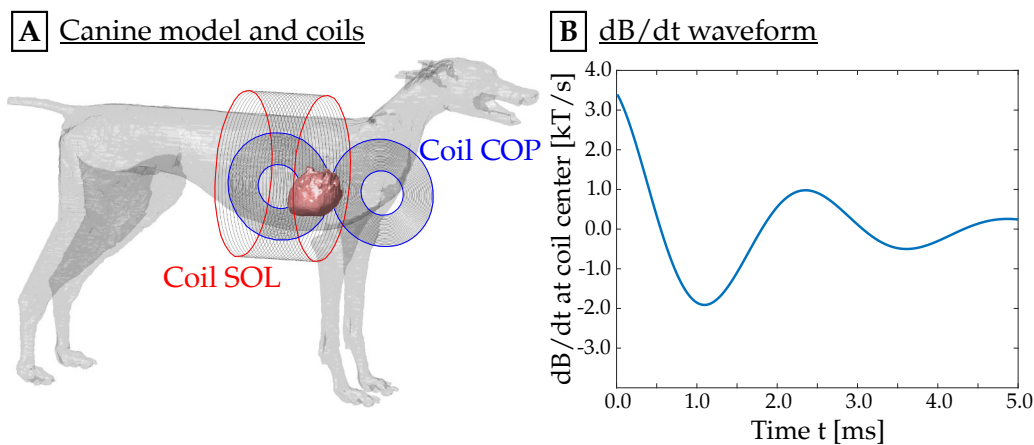 A Canine model and coils
Coil COP
Coil SOL
B dB/dt waveform
dB/dt at coil center [kT/s]
4.0
3.0
2.0
1.0
0.0
-1.0
-2.0
-3.0
0.0 1.0 2.0 3.0 4.0 5.0
Time t [ms]